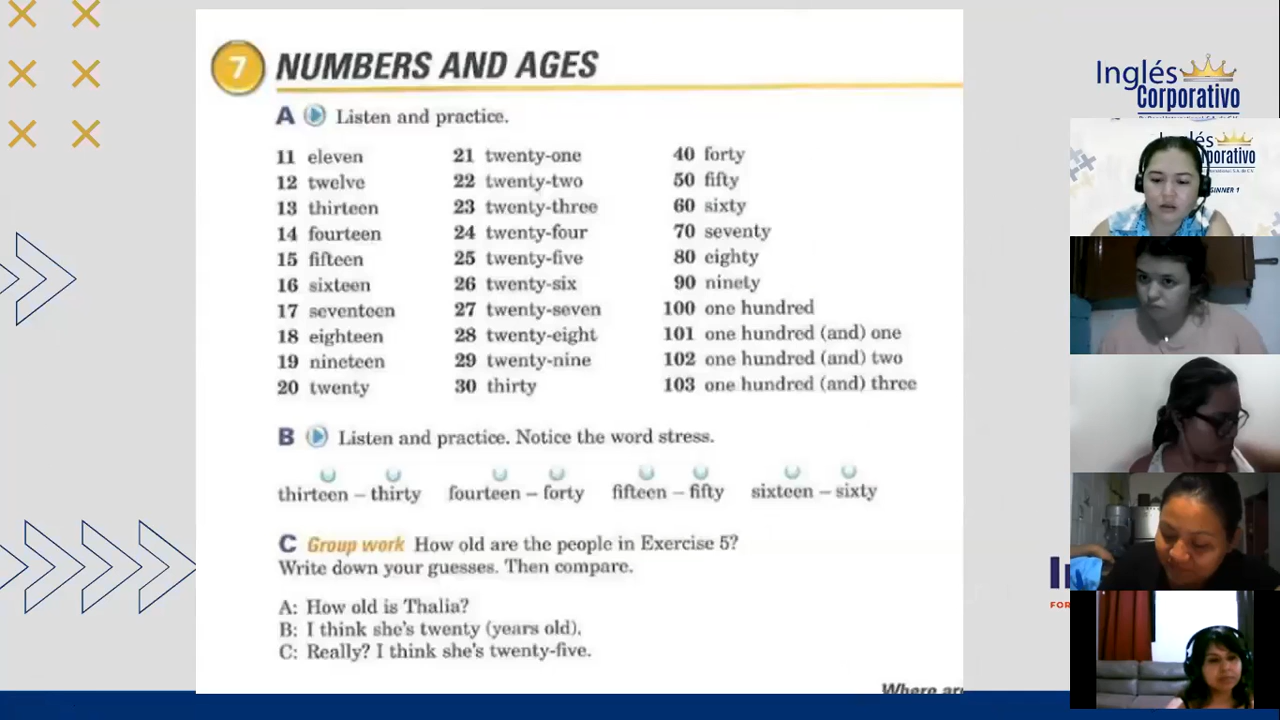 7 NUMBERS AND AGES
A Listen and practice.
11 eleven
12 twelve
13 thirteen
14 fourteen
15 fifteen
16 sixteen
17 seventeen
18 eighteen
19 nineteen
20 twenty
21 twenty-one
22 twenty-two
23 twenty-three
24 twenty-four
25 twenty-five
26 twenty-six
27 twenty-seven
28 twenty-eight
29 twenty-nine
30 thirty
40 forty
50 fifty
60 sixty
70 seventy
80 eighty
90 ninety
100 one hundred
101 one hundred (and) one
102 one hundred (and) two
103 one hundred (and) three
B Listen and practice. Notice the word stress.
thirteen – thirty fourteen – forty fifteen – fifty sixteen – sixty
C Group work How old are the people in Exercise 5?
Write down your guesses. Then compare.
A: How old is Thalia?
B: I think she's twenty (years old).
C: Really? I think she's twenty-five.
Where
Inglés
Corporativo
FOR